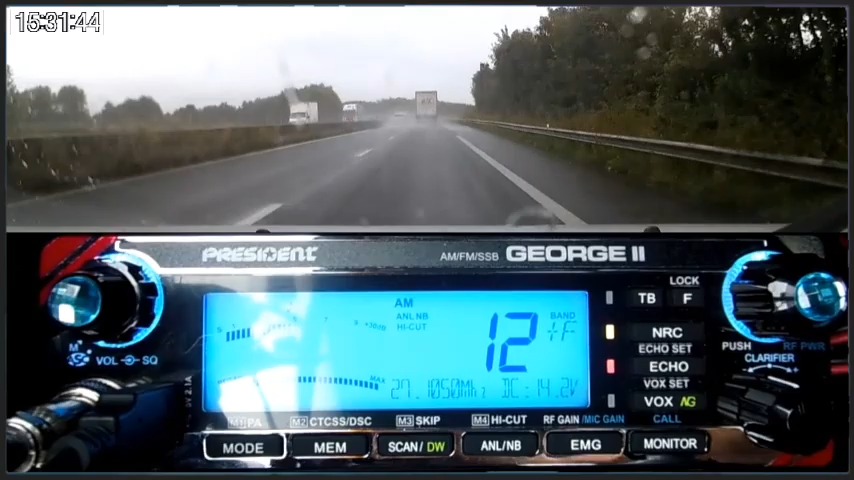 15:31:44
PRESIDENT AM/FM/SSB GEORGE II
LOCK
TB F
AM
ANL NB
HI-CUT
BAND
12 +F
NRC
ECHO SET
ECHO
VOX SET
VOX NG
CALL
PUSH
CLARIFIER
RF PWR
M
ASC VOL SQ
MAX
27.1050MHz DC:14.2V
M1 PA M2 CTCSS/DSC M3 SKIP M4 HI-CUT RF GAIN/MIC GAIN
MODE MEM SCAN/DW ANL/NB EMG MONITOR